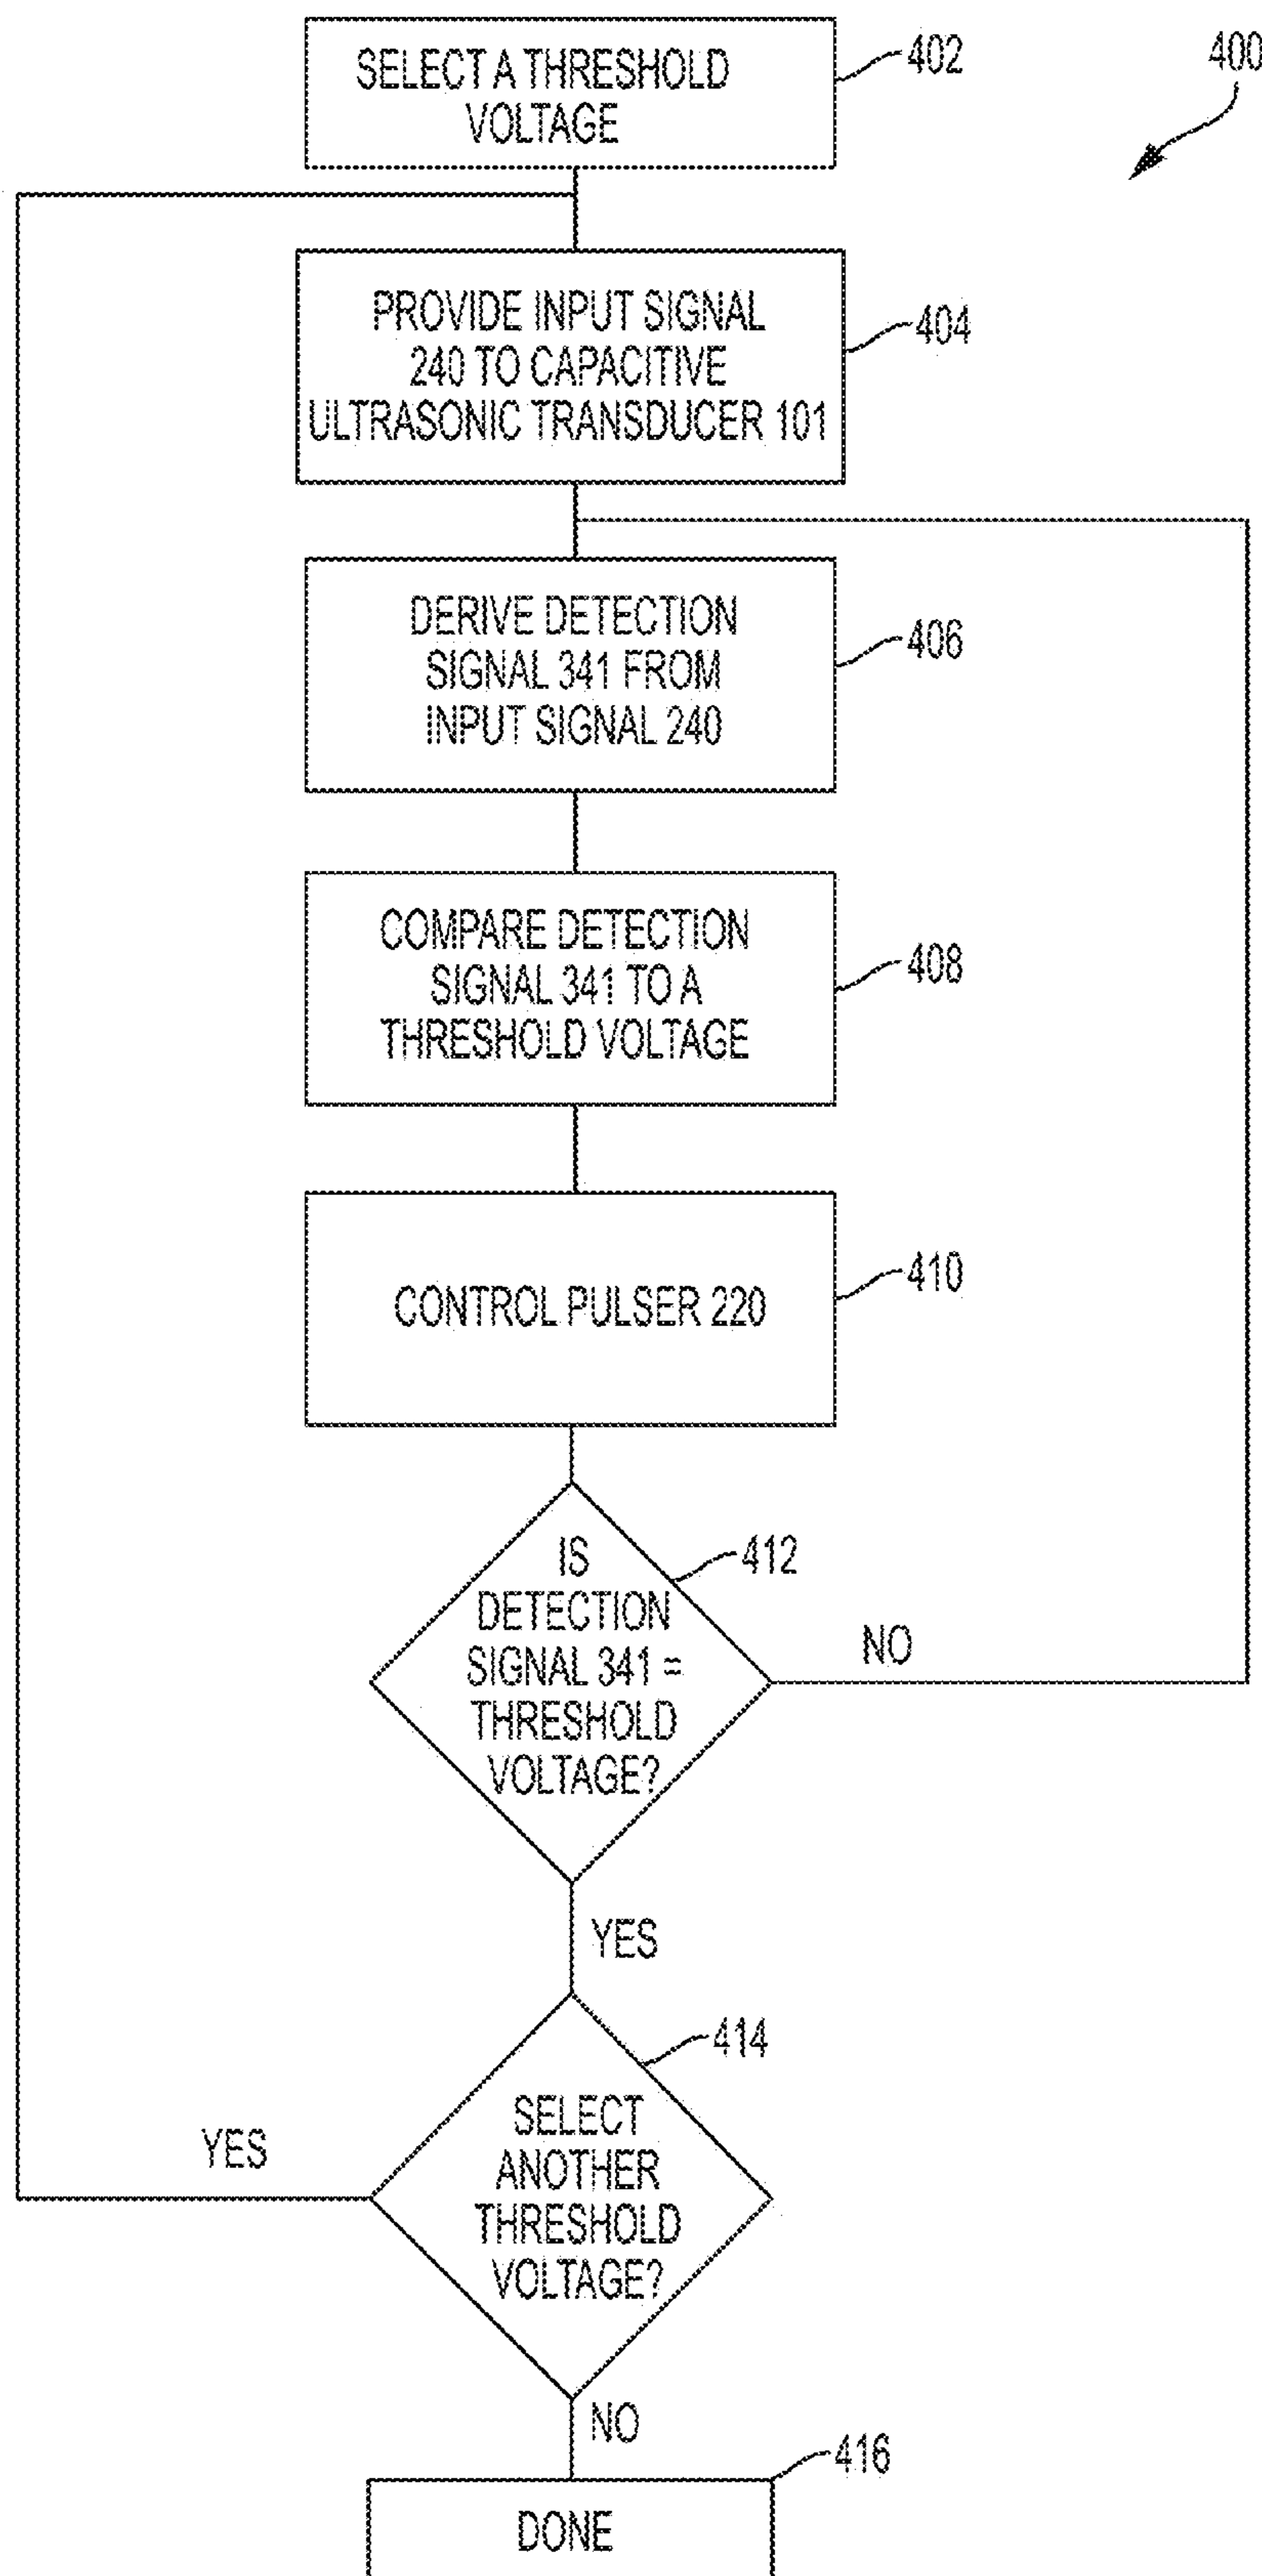 400
SELECT A THRESHOLD
VOLTAGE
402
PROVIDE INPUT SIGNAL
240 TO CAPACITIVE
ULTRASONIC TRANSDUCER 101
404
DERIVE DETECTION
SIGNAL 341 FROM
INPUT SIGNAL 240
406
COMPARE DETECTION
SIGNAL 341 TO A
THRESHOLD VOLTAGE
408
CONTROL PULSER 220
410
IS
DETECTION
SIGNAL 341 =
THRESHOLD
VOLTAGE?
412
NO
YES
SELECT
ANOTHER
THRESHOLD
VOLTAGE?
414
YES
NO
DONE
416